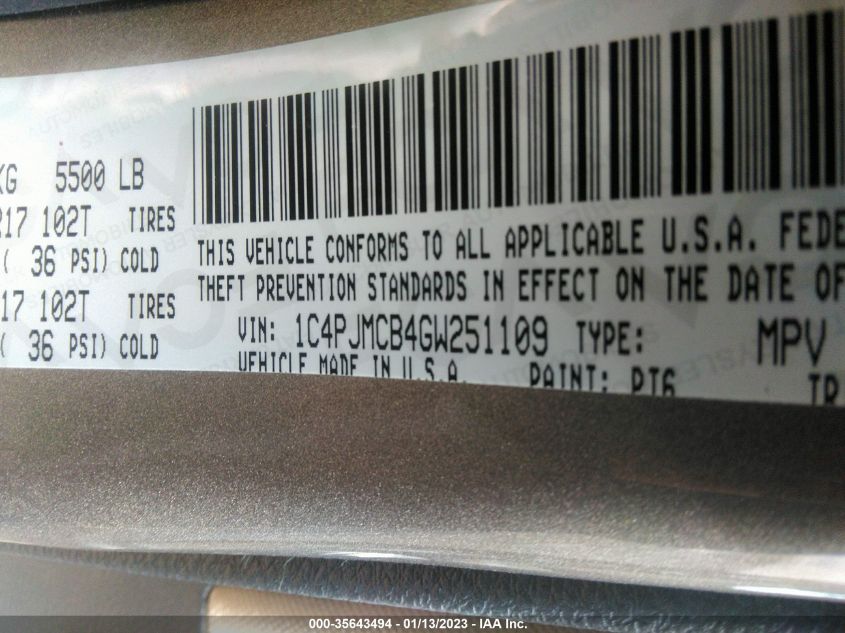 KG 5500 LB
R17 102T TIRES
( 36 PSI) COLD
17 102T TIRES
( 36 PSI) COLD
THIS VEHICLE CONFORMS TO ALL APPLICABLE U.S.A. FEDE
THEFT PREVENTION STANDARDS IN EFFECT ON THE DATE OF
VIN: 1C4PJMCB4GW251109 TYPE: MPV
VEHICLE MADE IN U.S.A. PAINT: PT6
TR
000-35643494 - 01/13/2023 - IAA Inc.